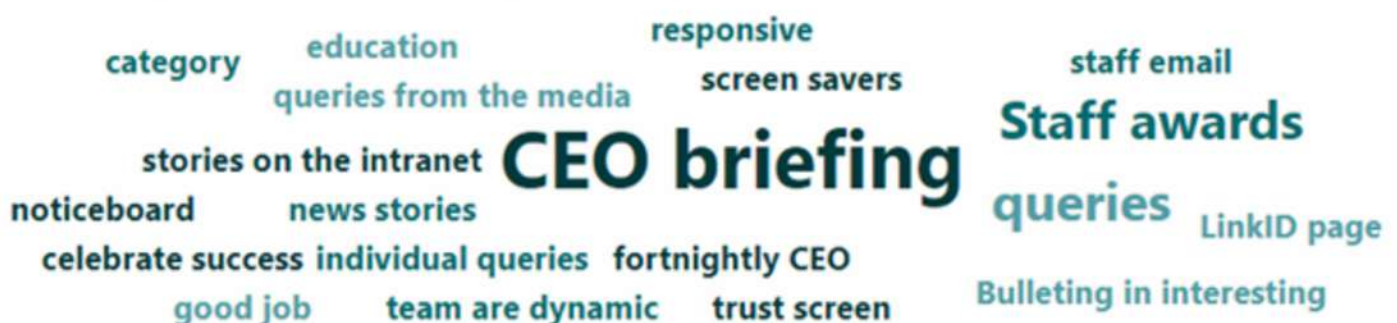 responsive
education
category
staff email
screen savers
queries from the media
Staff awards
stories on the intranet
CEO briefing
queries
noticeboard
news stories
LinkID page
celebrate success
individual queries
fortnightly CEO
Bulleting in interesting
good job
team are dynamic
trust screen